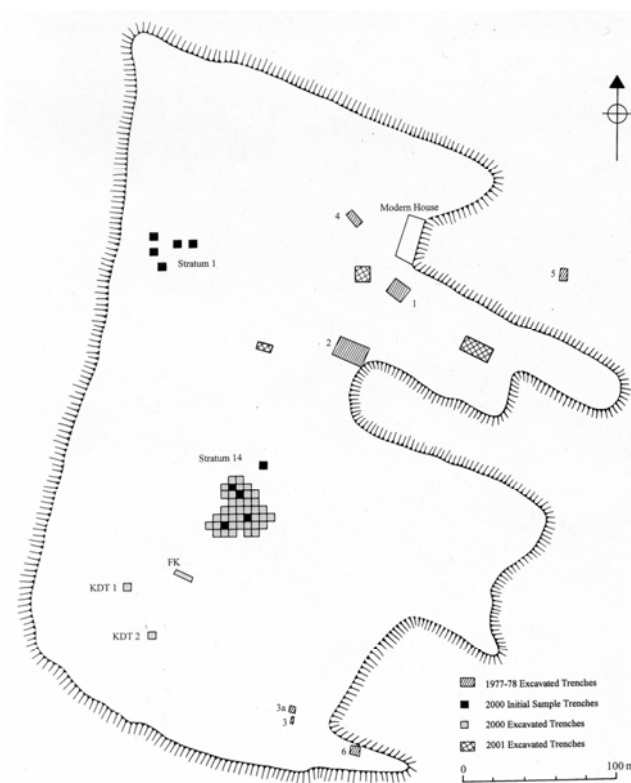 Modern House
4
Stratum 1
5
1
2
Stratum 14
FK
KDT 1
KDT 2
3a
3
6
1977-78 Excavated Trenches
2000 Initial Sample Trenches
2000 Excavated Trenches
2001 Excavated Trenches
0
100 m